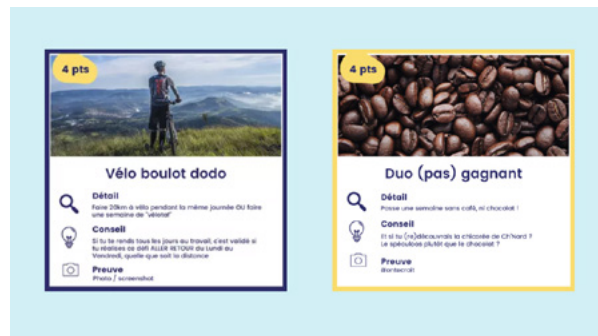 4 pts
Vélo boulot dodo
Détail
Faire 20km à vélo pendant la même journée OU faire
une semaine de "vélotaf"
Conseil
Si tu te rends tous les jours au travail, c'est validé si
tu réalises ce défi ALLER RETOUR du Lundi au
Vendredi, quelle que soit la distance
Preuve
Photo / screenshot
4 pts
Duo (pas) gagnant
Détail
Passe une semaine sans café, ni chocolat !
Conseil
Et si tu (re)découvrais la chicorée de Ch'Nord ?
Le spéculoos plutôt que le chocolat ?
Preuve